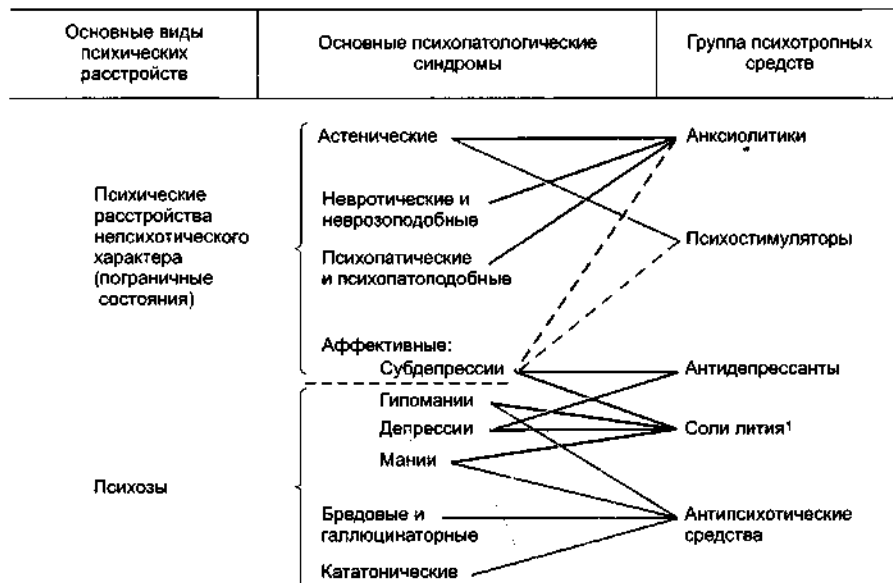 Основные виды
психических
расстройств
Основные психопатологические
синдромы
Группа психотропных
средств
Психические
расстройства
непсихотического
характера
(пограничные
состояния)
Астенические
Невротические и
неврозоподобные
Психопатические
и психопатоподобные
Аффективные:
Субдепрессии
Гипомании
Депрессии
Мании
Психозы
Бредовые и
галлюцинаторные
Кататонические
Анксиолитики
Психостимуляторы
Антидепрессанты
Соли лития¹
Антипсихотические
средства